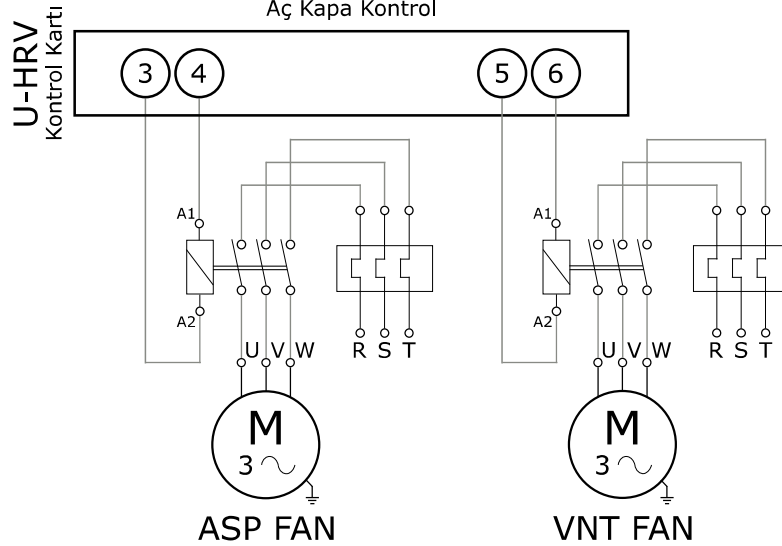 Aç Kapa Kontrol
U-HRV
Kontrol Kartı
3 4 5 6
A1 A1
A2 A2
U V W R S T U V W R S T
M M
3 3
ASP FAN VNT FAN